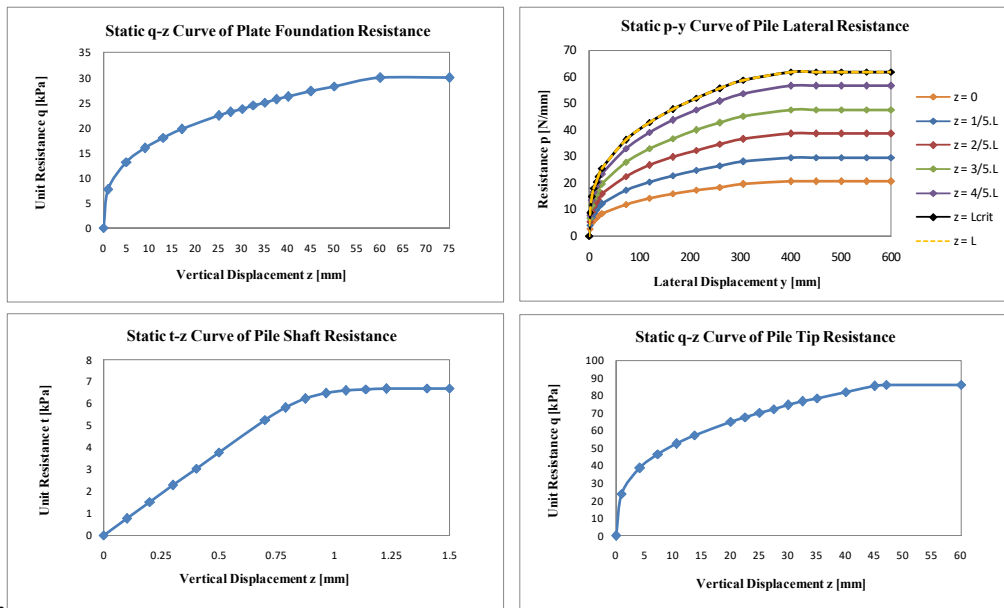 Static q-z Curve of Plate Foundation Resistance
Unit Resistance q [kPa]
35
30
25
20
15
10
5
0
0 5 10 15 20 25 30 35 40 45 50 55 60 65 70 75
Vertical Displacement z [mm]
Static p-y Curve of Pile Lateral Resistance
Resistance p [N/mm]
70
60
50
40
30
20
10
0
0 100 200 300 400 500 600
Lateral Displacement y [mm]
z = 0
z = 1/5.L
z = 2/5.L
z = 3/5.L
z = 4/5.L
z = Lcrit
z = L
Static t-z Curve of Pile Shaft Resistance
Unit Resistance t [kPa]
8
7
6
5
4
3
2
1
0
0 0.25 0.5 0.75 1 1.25 1.5
Vertical Displacement z [mm]
Static q-z Curve of Pile Tip Resistance
Unit Resistance q [kPa]
100
90
80
70
60
50
40
30
20
10
0
0 5 10 15 20 25 30 35 40 45 50 55 60
Vertical Displacement z [mm]